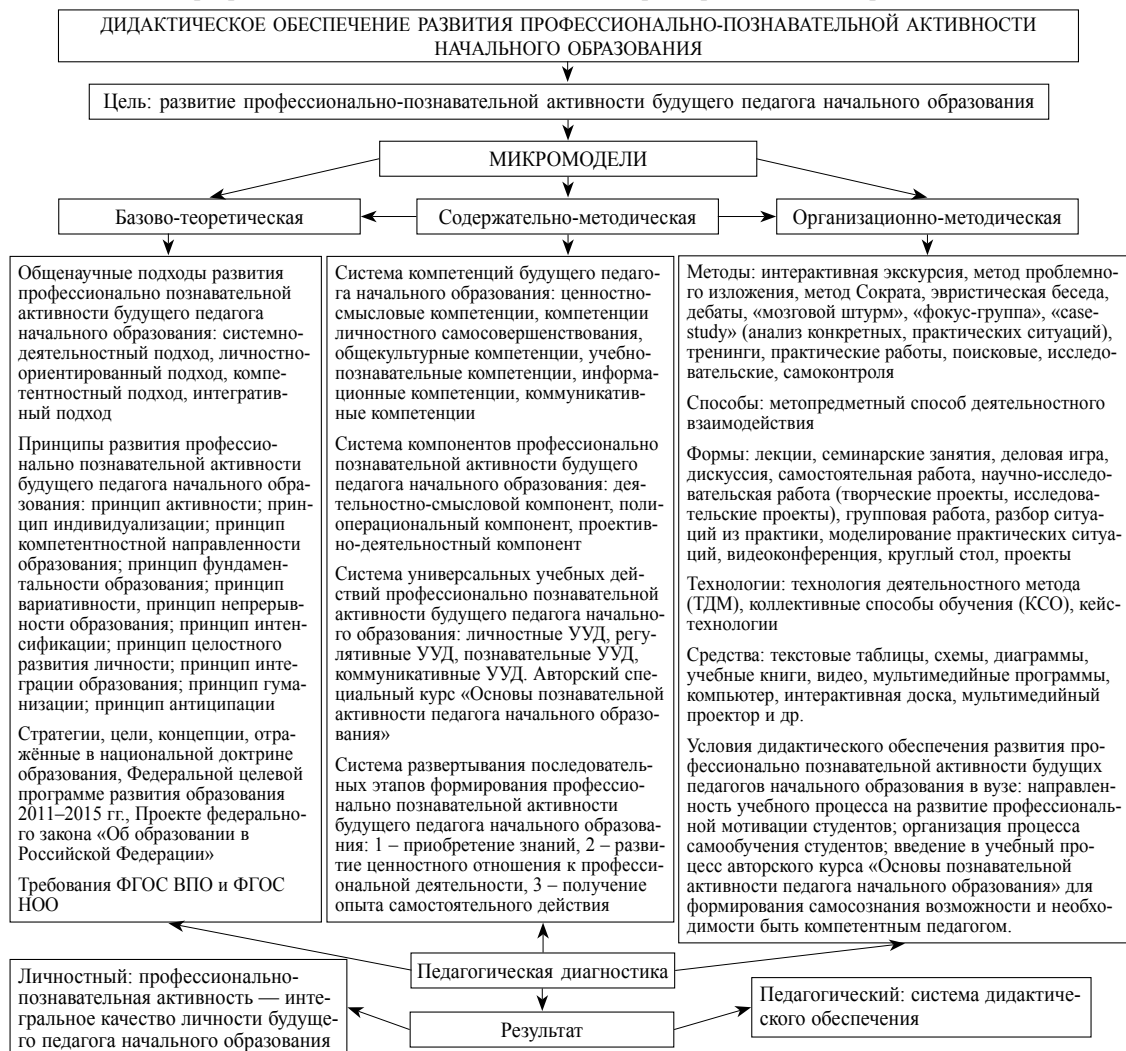 ДИДАКТИЧЕСКОЕ ОБЕСПЕЧЕНИЕ РАЗВИТИЯ ПРОФЕССИОНАЛЬНО-ПОЗНАВАТЕЛЬНОЙ АКТИВНОСТИ
НАЧАЛЬНОГО ОБРАЗОВАНИЯ
Цель: развитие профессионально-познавательной активности будущего педагога начального образования
МИКРОМОДЕЛИ
Базово-теоретическая
Содержательно-методическая
Организационно-методическая
Общенаучные подходы развития
профессионально познавательной
активности будущего педагога
начального образования: системно-
деятельностный подход, личностно-
ориентированный подход, компе-
тентностный подход, интегратив-
ный подход
Принципы развития профессио-
нально познавательной активности
будущего педагога начального обра-
зования: принцип активности; прин-
цип индивидуализации; принцип
компетентностной направленности
образования; принцип фундамен-
тальности образования; принцип
вариативности, принцип непрерыв-
ности образования; принцип интен-
сификации; принцип целостного
развития личности; принцип инте-
грации образования; принцип гума-
низации; принцип антиципации
Стратегии, цели, концепции, отра-
жённые в национальной доктрине
образования, Федеральной целевой
программе развития образования
2011–2015 гг., Проекте федерального
закона «Об образовании в
Российской Федерации»
Требования ФГОС ВПО и ФГОС
НОО
Система компетенций будущего педаго-
га начального образования: ценностно-
смысловые компетенции, компетенции
личностного самосовершенствования,
общекультурные компетенции, учебно-
познавательные компетенции, информа-
ционные компетенции, коммуникатив-
ные компетенции
Система компонентов профессионально
познавательной активности будущего
педагога начального образования: дея-
тельностно-смысловой компонент, поли-
операциональный компонент, проектив-
но-деятельностный компонент
Система универсальных учебных дей-
ствий профессионально познавательной
активности будущего педагога начально-
го образования: личностные УУД, регу-
лятивные УУД, познавательные УУД,
коммуникативные УУД. Авторский спе-
циальный курс «Основы познавательной
активности педагога начального образо-
вания»
Система развертывания последователь-
ных этапов формирования профессио-
нально познавательной активности
будущего педагога начального образова-
ния: 1 – приобретение знаний, 2 – разви-
тие ценностного отношения к професси-
ональной деятельности, 3 – получение
опыта самостоятельного действия
Методы: интерактивная экскурсия, метод проблемно-
го изложения, метод Сократа, эвристическая беседа,
дебаты, «мозговой штурм», «фокус-группа», «case-
study» (анализ конкретных, практических ситуаций),
тренинги, практические работы, поисковые, исследо-
вательские, самоконтроля
Способы: метопредметный способ деятельностного
взаимодействия
Формы: лекции, семинарские занятия, деловая игра,
дискуссия, самостоятельная работа, научно-исследо-
вательская работа (творческие проекты, исследова-
тельские проекты), групповая работа, разбор ситуа-
ций из практики, моделирование практических ситуа-
ций, видеоконференция, круглый стол, проекты
Технологии: технология деятельностного метода
(ТДМ), коллективные способы обучения (КСО), кейс-
технологии
Средства: текстовые таблицы, схемы, диаграммы,
учебные книги, видео, мультимедийные программы,
компьютер, интерактивная доска, мультимедийный
проектор и др.
Условия дидактического обеспечения развития про-
фессионально познавательной активности будущих
педагогов начального образования в вузе: направлен-
ность учебного процесса на развитие профессиональ-
ной мотивации студентов; организация процесса
самообучения студентов; введение в учебный про-
цесс авторского курса «Основы познавательной
активности педагога начального образования» для
формирования самосознания возможности и необхо-
димости быть компетентным педагогом.
Педагогическая диагностика
Личностный: профессионально-
познавательная активность — инте-
гральное качество личности будуще-
го педагога начального образования
Результат
Педагогический: система дидактиче-
ского обеспечения